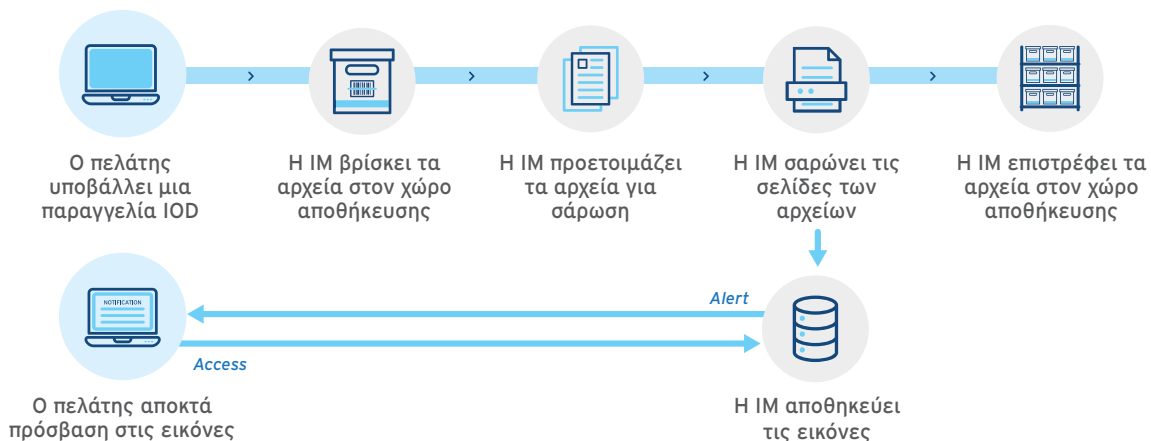 Ο πελάτης
υποβάλλει μια
παραγγελία IOD
Η IM βρίσκει τα
αρχεία στον χώρο
αποθήκευσης
Η IM προετοιμάζει
τα αρχεία για
σάρωση
Η IM σαρώνει τις
σελίδες των
αρχείων
Η IM επιστρέφει τα
αρχεία στον χώρο
αποθήκευσης
NOTIFICATION
Alert
Access
Ο πελάτης αποκτά
πρόσβαση στις εικόνες
Η IM αποθηκεύει
τις εικόνες